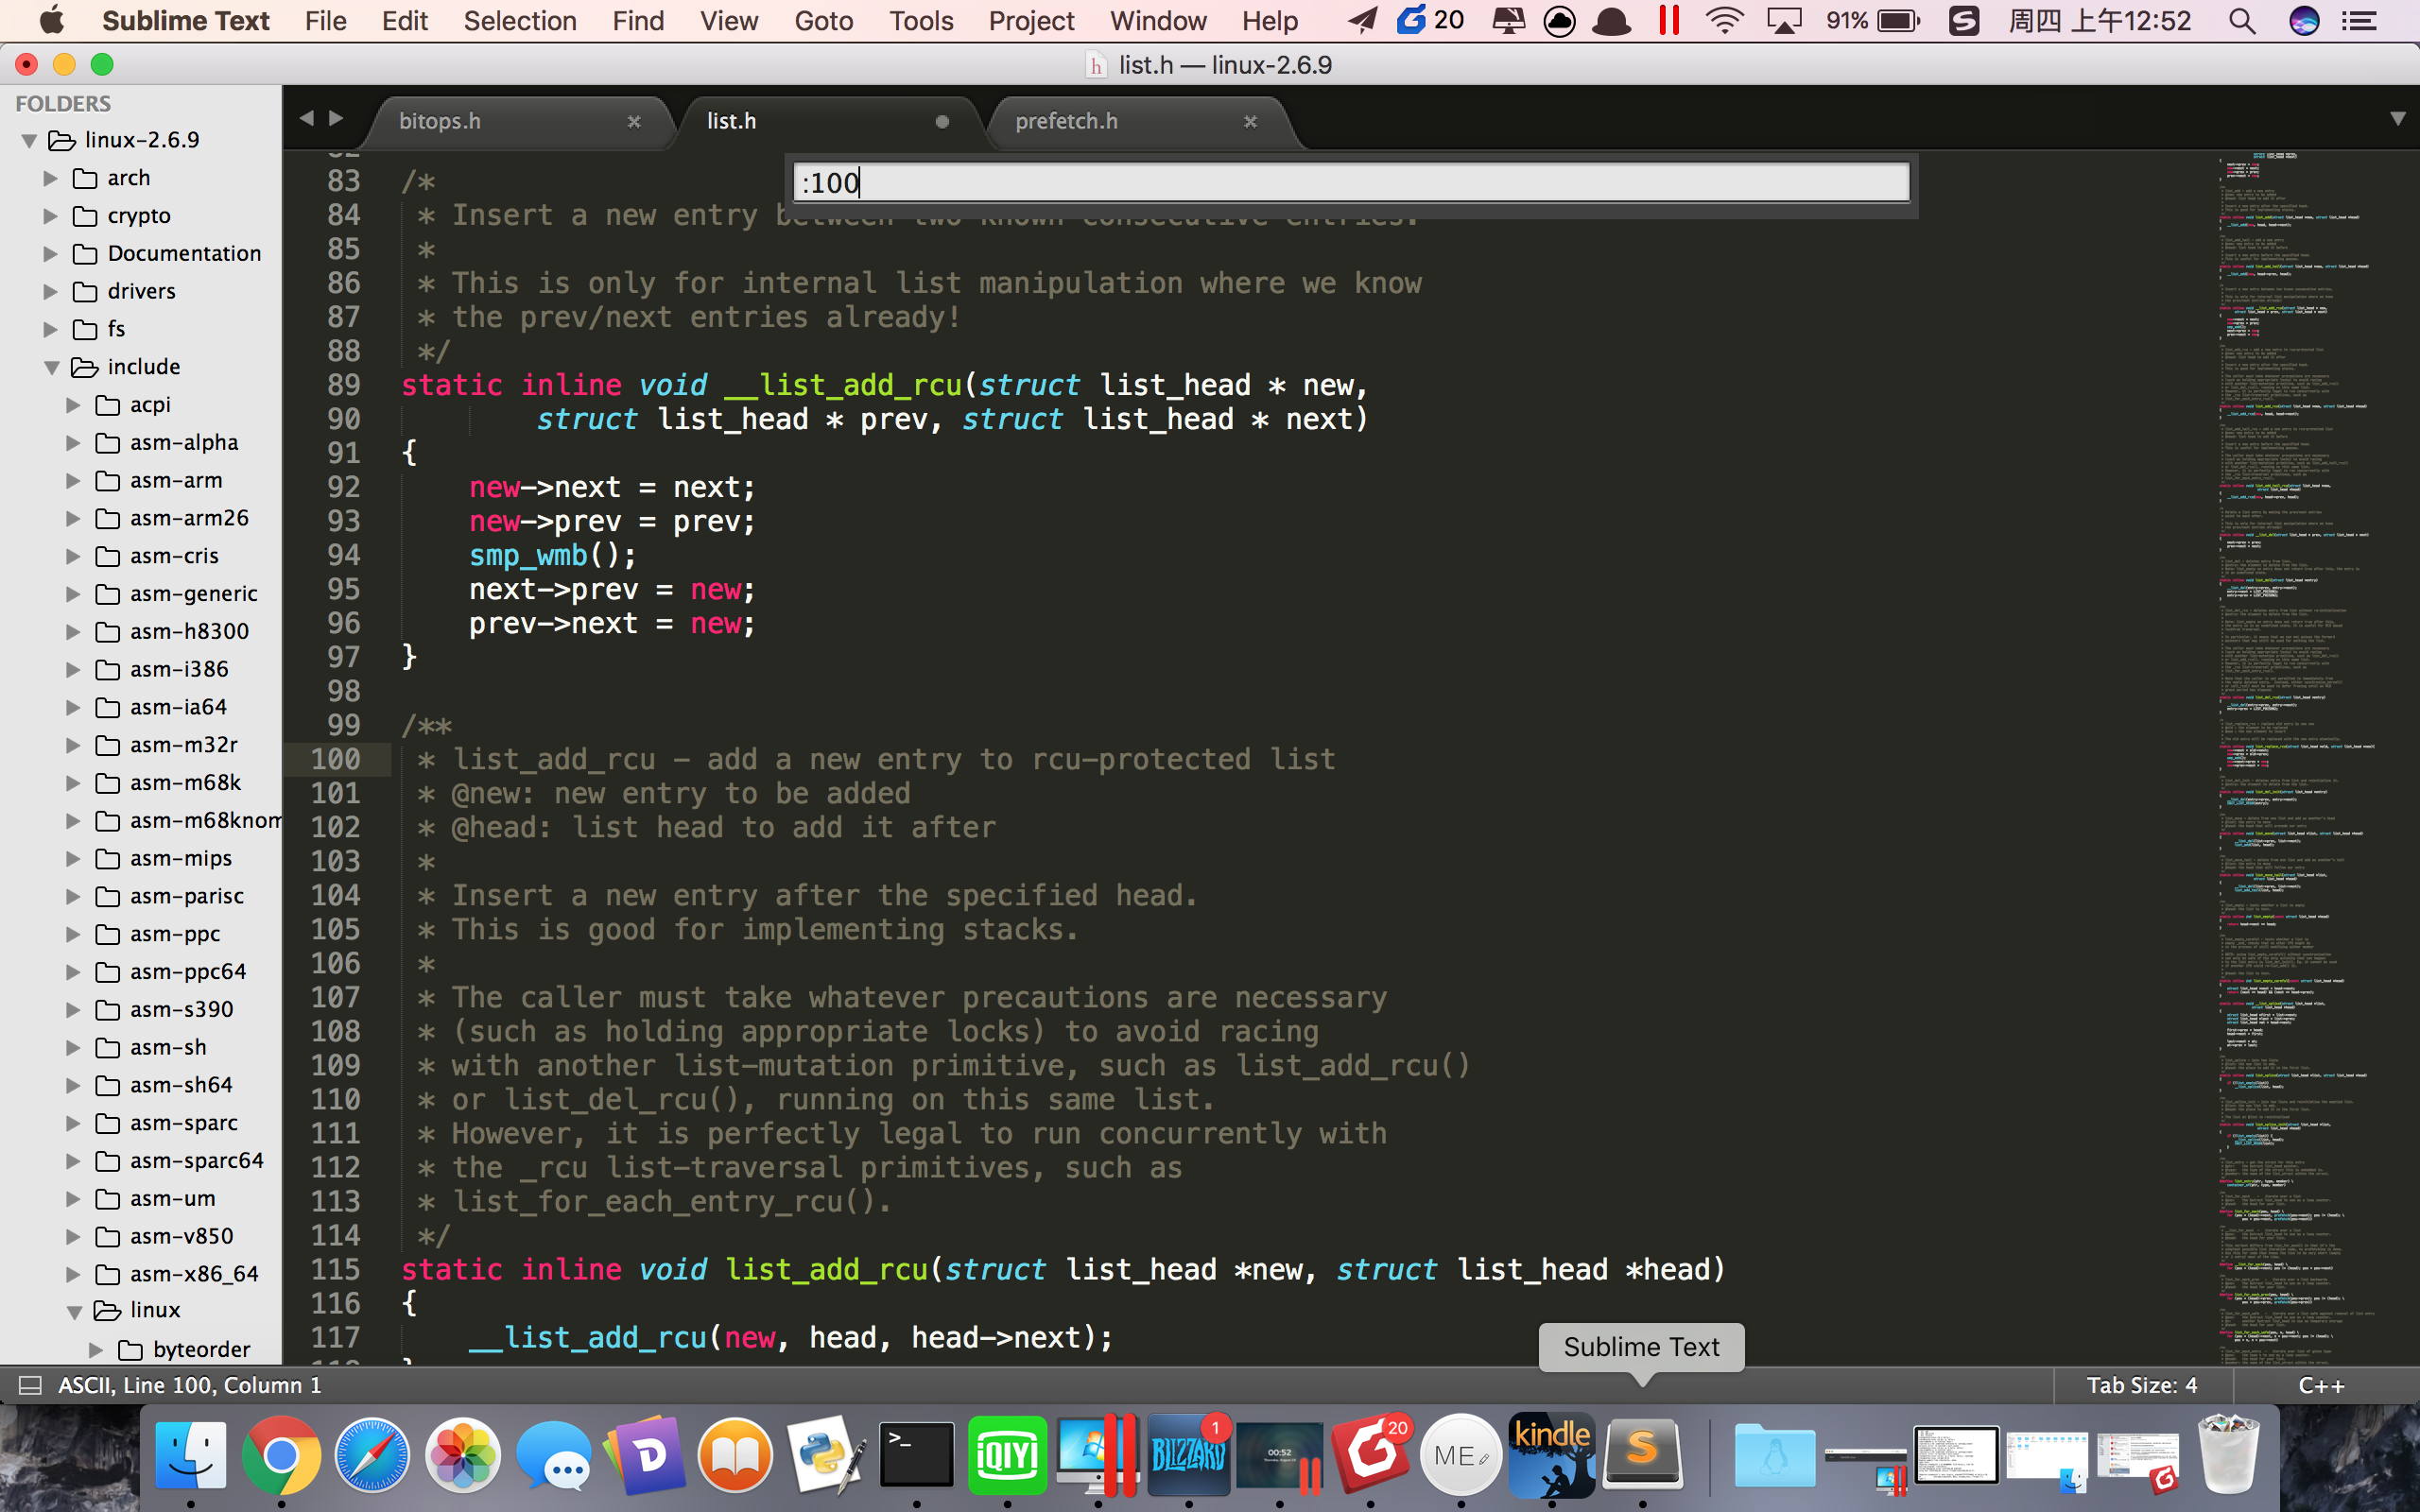 Sublime Text File Edit Selection Find View Goto Tools Project Window Help 20 91% 周四 上午12:52
list.h — linux-2.6.9
FOLDERS
linux-2.6.9
arch
crypto
Documentation
drivers
fs
include
acpi
asm-alpha
asm-arm
asm-arm26
asm-cris
asm-generic
asm-h8300
asm-i386
asm-ia64
asm-m32r
asm-m68k
asm-m68knom
asm-mips
asm-parisc
asm-ppc
asm-ppc64
asm-s390
asm-sh
asm-sh64
asm-sparc
asm-sparc64
asm-um
asm-v850
asm-x86_64
linux
byteorder
bitops.h list.h prefetch.h
:100
83 /*
84 * Insert a new entry between two known consecutive entries.
85 *
86 * This is only for internal list manipulation where we know
87 * the prev/next entries already!
88 */
89 static inline void __list_add_rcu(struct list_head * new,
90 struct list_head * prev, struct list_head * next)
91 {
92 new->next = next;
93 new->prev = prev;
94 smp_wmb();
95 next->prev = new;
96 prev->next = new;
97 }
98
99 /**
100 * list_add_rcu - add a new entry to rcu-protected list
101 * @new: new entry to be added
102 * @head: list head to add it after
103 *
104 * Insert a new entry after the specified head.
105 * This is good for implementing stacks.
106 *
107 * The caller must take whatever precautions are necessary
108 * (such as holding appropriate locks) to avoid racing
109 * with another list-mutation primitive, such as list_add_rcu()
110 * or list_del_rcu(), running on this same list.
111 * However, it is perfectly legal to run concurrently with
112 * the _rcu list-traversal primitives, such as
113 * list_for_each_entry_rcu().
114 */
115 static inline void list_add_rcu(struct list_head *new, struct list_head *head)
116 {
117 __list_add_rcu(new, head, head->next);
Sublime Text
ASCII, Line 100, Column 1 Tab Size: 4 C++
>_ iQIYI BLIZZARD 1 00:52 20 ME kindle